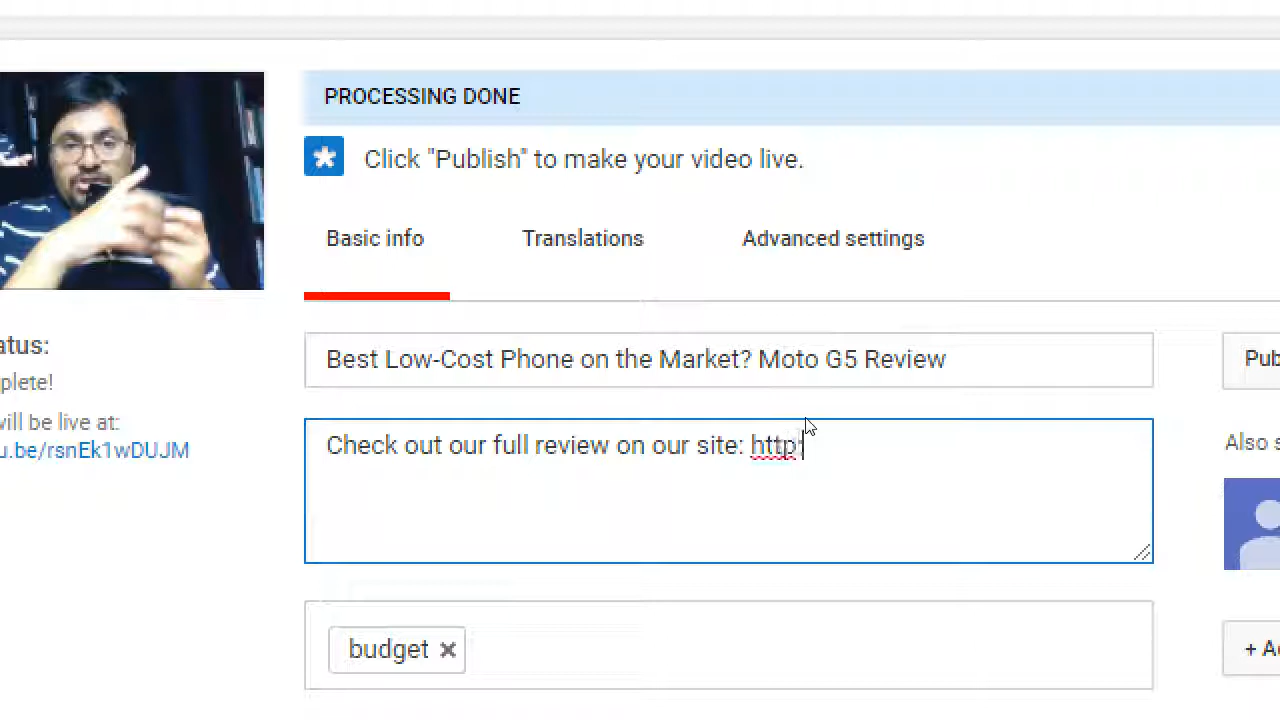 PROCESSING DONE
Click "Publish" to make your video live.
Basic info Translations Advanced settings
atus:
plete!
vill be live at:
u.be/rsnEk1wDUJM
Best Low-Cost Phone on the Market? Moto G5 Review
Pub
Check out our full review on our site: http
Also s
budget
+ A